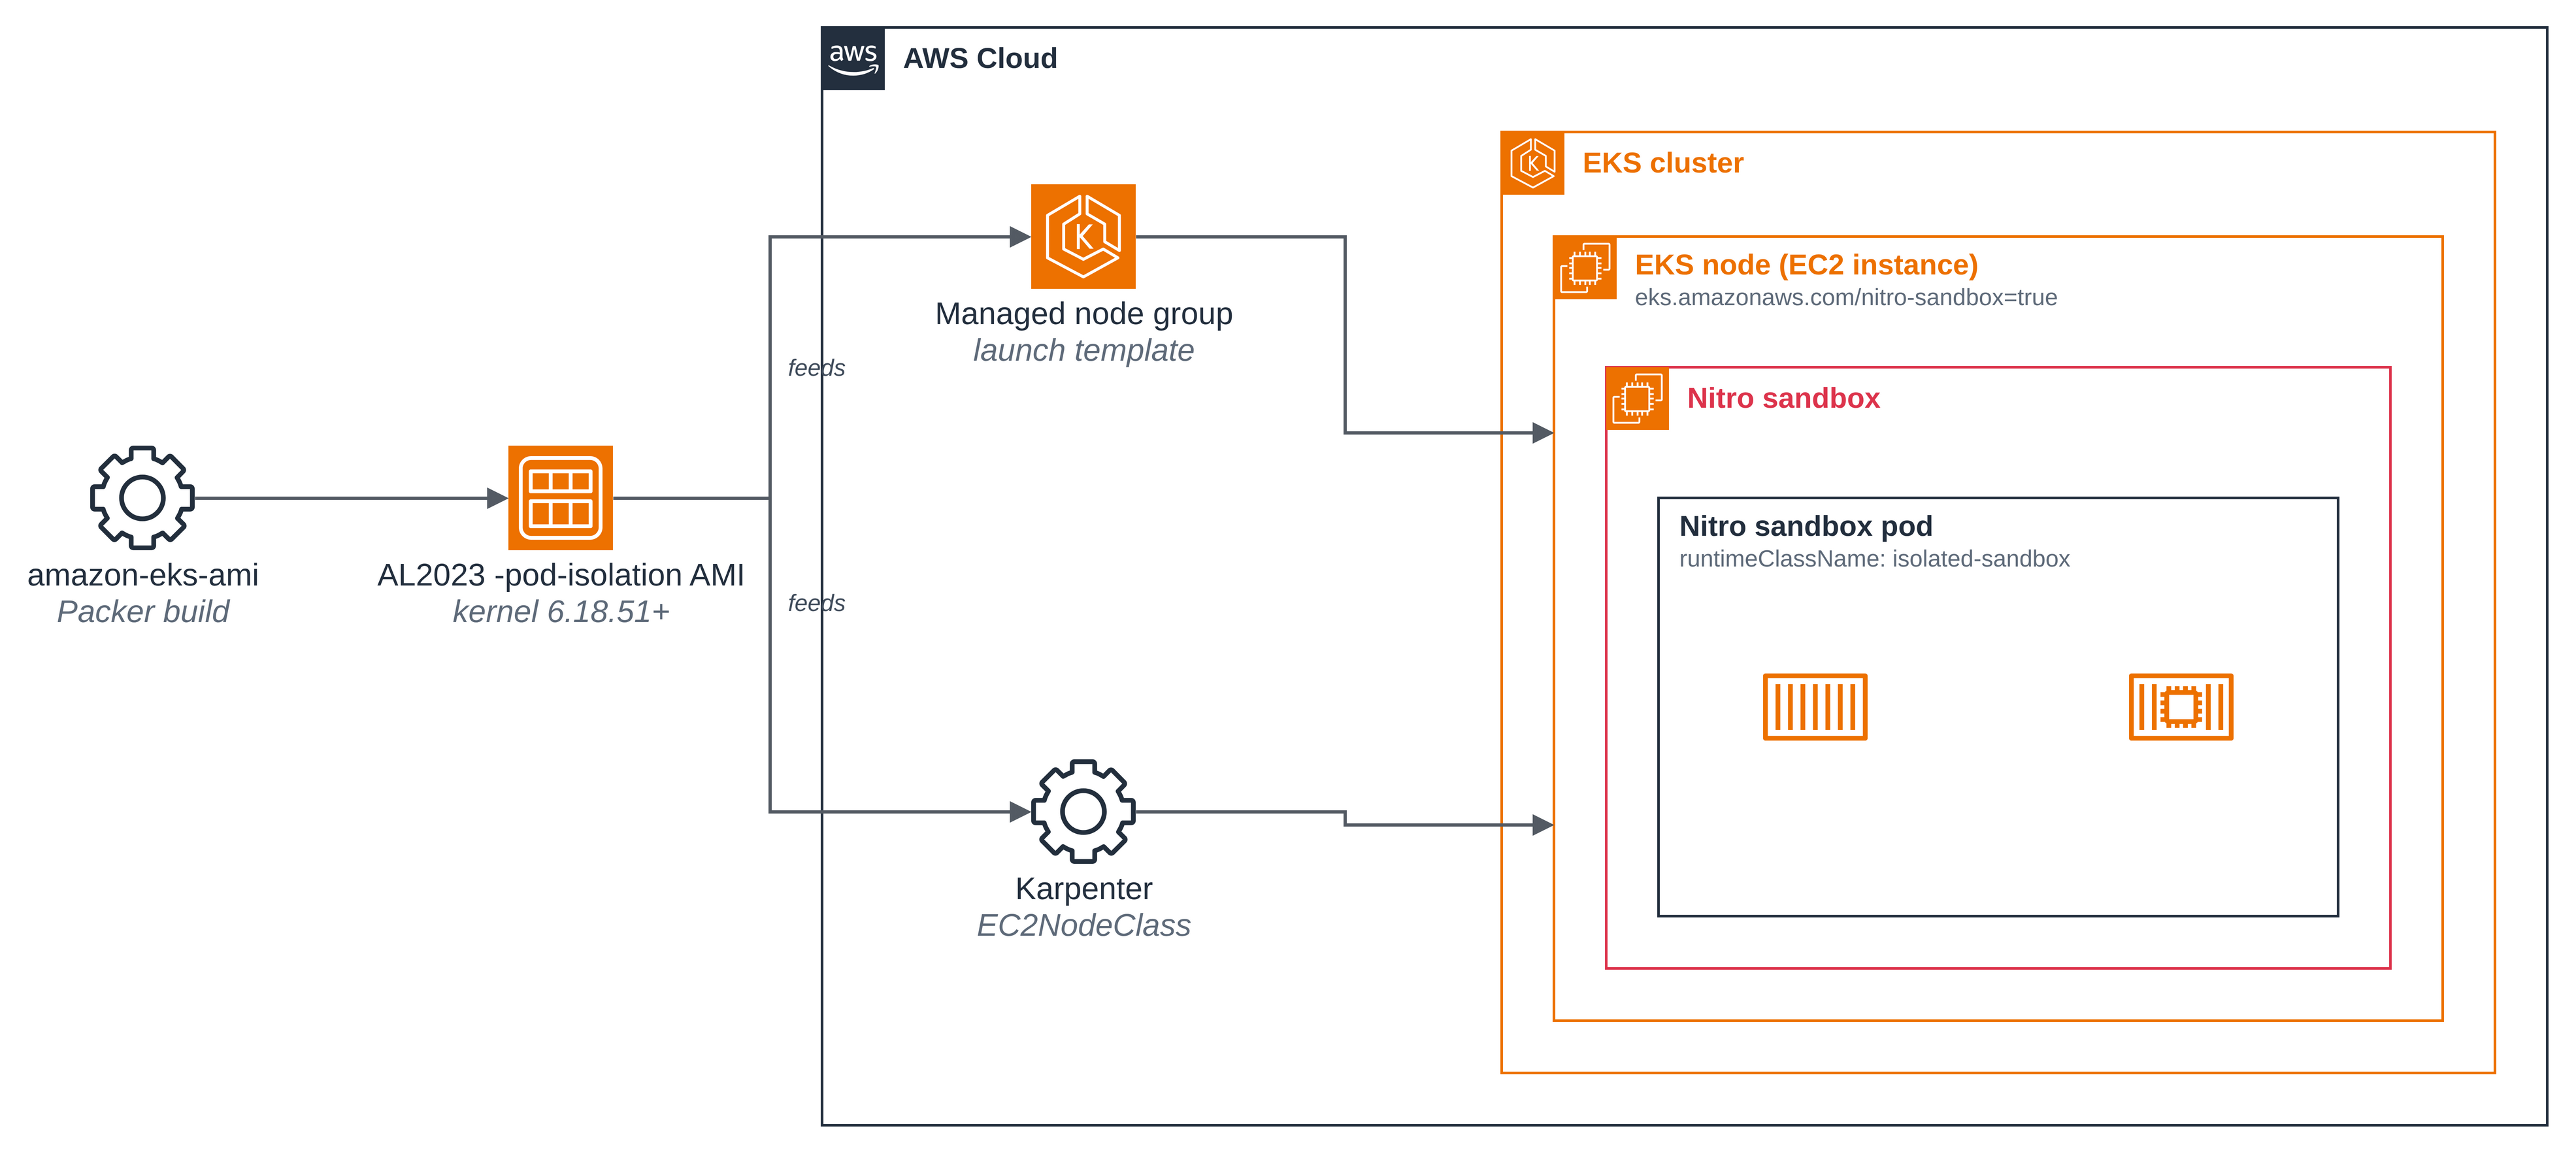 aws
AWS Cloud
EKS cluster
EKS node (EC2 instance)
eks.amazonaws.com/nitro-sandbox=true
Managed node group
launch template
feeds
Nitro sandbox
Nitro sandbox pod
runtimeClassName: isolated-sandbox
amazon-eks-ami
Packer build
AL2023 -pod-isolation AMI
kernel 6.18.51+
feeds
Karpenter
EC2NodeClass